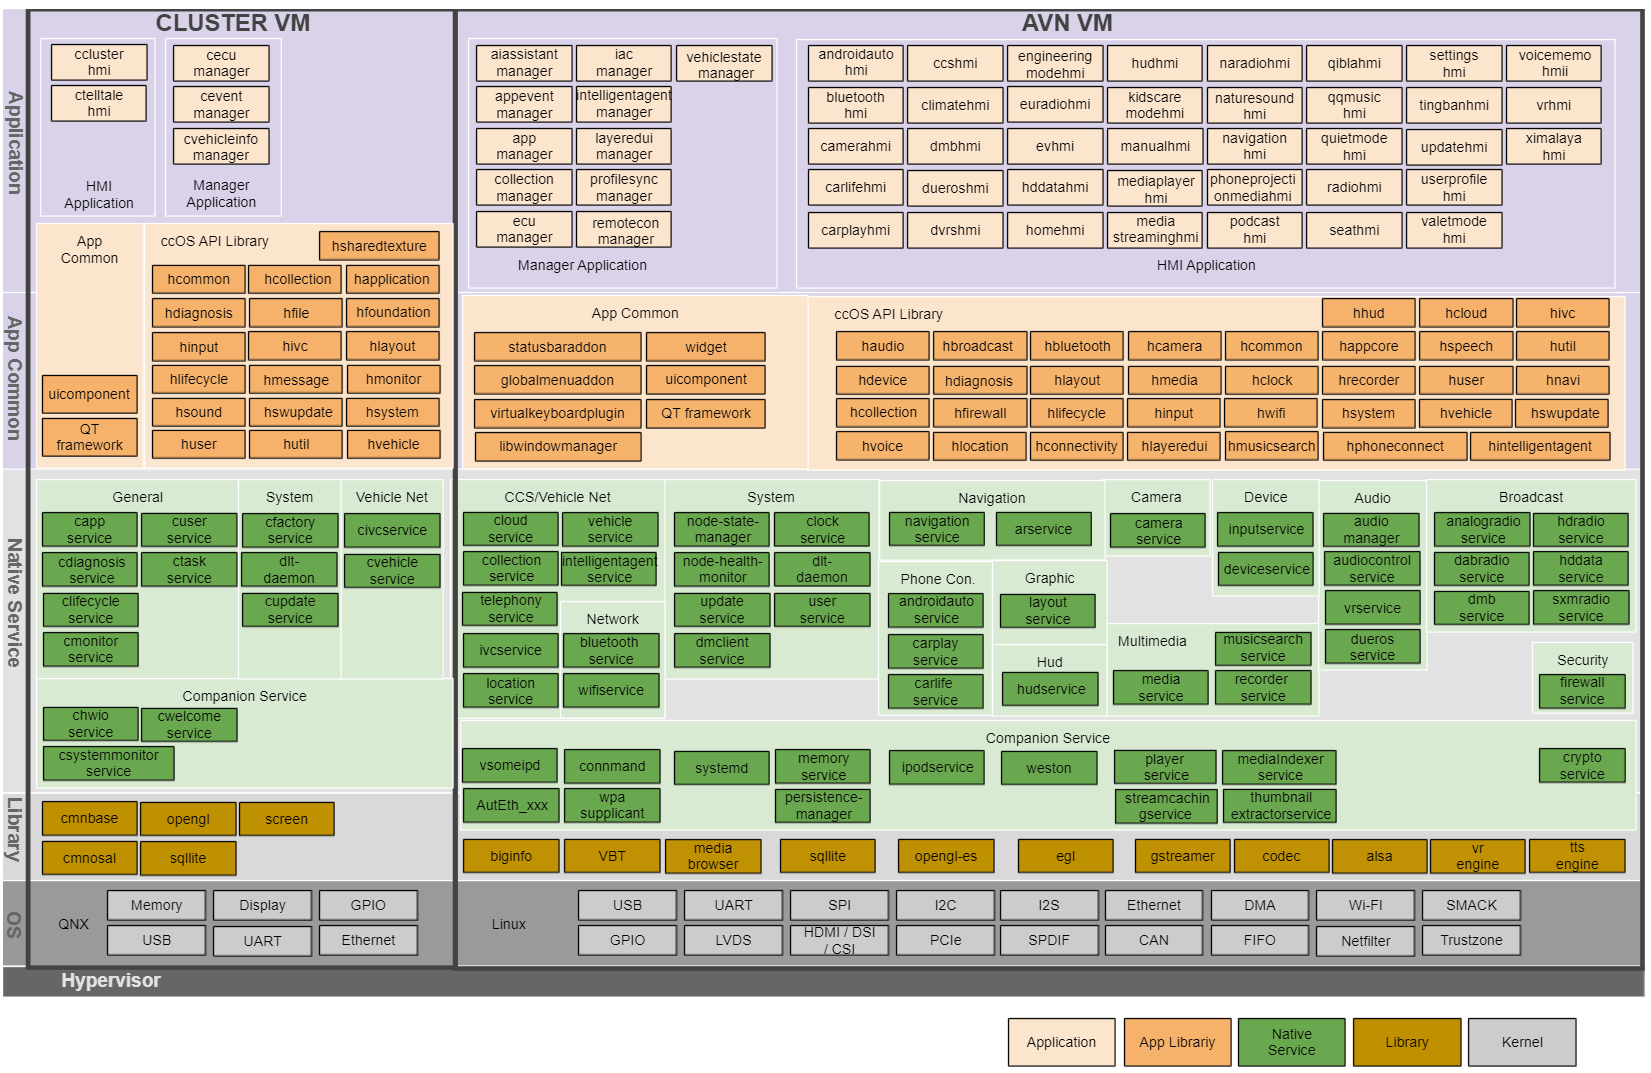 CLUSTER VM
AVN VM
Application
App Common
Native Service
Library
OS
ccluster
hmi
ctelltale
hmi
HMI
Application
cecu
manager
cevent
manager
cvehicleinfo
manager
Manager
Application
App
Common
uicomponent
QT
framework
ccOS API Library
hsharedtexture
hcommon
hcollection
happlication
hdiagnosis
hfile
hfoundation
hinput
hivc
hlayout
hlifecycle
hmessage
hmonitor
hsound
hswupdate
hsystem
huser
hutil
hvehicle
General
capp
service
cuser
service
cdiagnosis
service
ctask
service
clifecycle
service
cmonitor
service
System
cfactory
service
dlt-
daemon
cupdate
service
Vehicle Net
civcservice
cvehicle
service
Companion Service
chwio
service
cwelcome
service
csystemmonitor
service
cmnbase
opengl
screen
cmnosal
sqllite
QNX
Memory
Display
GPIO
USB
UART
Ethernet
aiassistant
manager
iac
manager
vehiclestate
manager
appevent
manager
intelligentagent
manager
app
manager
layeredui
manager
collection
manager
profilesync
manager
ecu
manager
remotecon
manager
Manager Application
androidauto
hmi
ccshmi
engineering
modehmi
hudhmi
naradiohmi
qiblahmi
settings
hmi
voicememo
hmii
bluetooth
hmi
climatehmi
euradiohmi
kidscare
modehmi
naturesound
hmi
qqmusic
hmi
tingbanhmi
vrhmi
camerahmi
dmbhmi
evhmi
manualhmi
navigation
hmi
quietmode
hmi
updatehmi
ximalaya
hmi
carlifehmi
dueroshmi
hddatahmi
mediaplayer
hmi
phoneprojecti
onmediahmi
radiohmi
userprofile
hmi
carplayhmi
dvrshmi
homehmi
media
streaminghmi
podcast
hmi
seathmi
valetmode
hmi
HMI Application
App Common
statusbaraddon
widget
globalmenuaddon
uicomponent
virtualkeyboardplugin
QT framework
libwindowmanager
ccOS API Library
hhud
hcloud
hivc
haudio
hbroadcast
hbluetooth
hcamera
hcommon
happcore
hspeech
hutil
hdevice
hdiagnosis
hlayout
hmedia
hclock
hrecorder
huser
hnavi
hcollection
hfirewall
hlifecycle
hinput
hwifi
hsystem
hvehicle
hswupdate
hvoice
hlocation
hconnectivity
hlayeredui
hmusicsearch
hphoneconnect
hintelligentagent
CCS/Vehicle Net
cloud
service
vehicle
service
collection
service
intelligentagent
service
telephony
service
ivcservice
location
service
Network
bluetooth
service
wifiservice
System
node-state-
manager
clock
service
node-health-
monitor
dlt-
daemon
update
service
user
service
dmclient
service
Navigation
navigation
service
arservice
Phone Con.
androidauto
service
carplay
service
carlife
service
Graphic
layout
service
Hud
hudservice
Camera
camera
service
Multimedia
musicsearch
service
media
service
recorder
service
Device
inputservice
deviceservice
Audio
audio
manager
audiocontrol
service
vrservice
dueros
service
Broadcast
analogradio
service
hdradio
service
dabradio
service
hddata
service
dmb
service
sxmradio
service
Security
firewall
service
Companion Service
vsomeipd
connmand
systemd
memory
service
ipodservice
weston
player
service
mediaIndexer
service
crypto
service
AutEth_xxx
wpa
supplicant
persistence-
manager
streamcachin
gservice
thumbnail
extractorservice
biginfo
VBT
media
browser
sqllite
opengl-es
egl
gstreamer
codec
alsa
vr
engine
tts
engine
Linux
USB
UART
SPI
I2C
I2S
Ethernet
DMA
Wi-FI
SMACK
GPIO
LVDS
HDMI / DSI
/ CSI
PCIe
SPDIF
CAN
FIFO
Netfilter
Trustzone
Hypervisor
Application
App Librariy
Native
Service
Library
Kernel